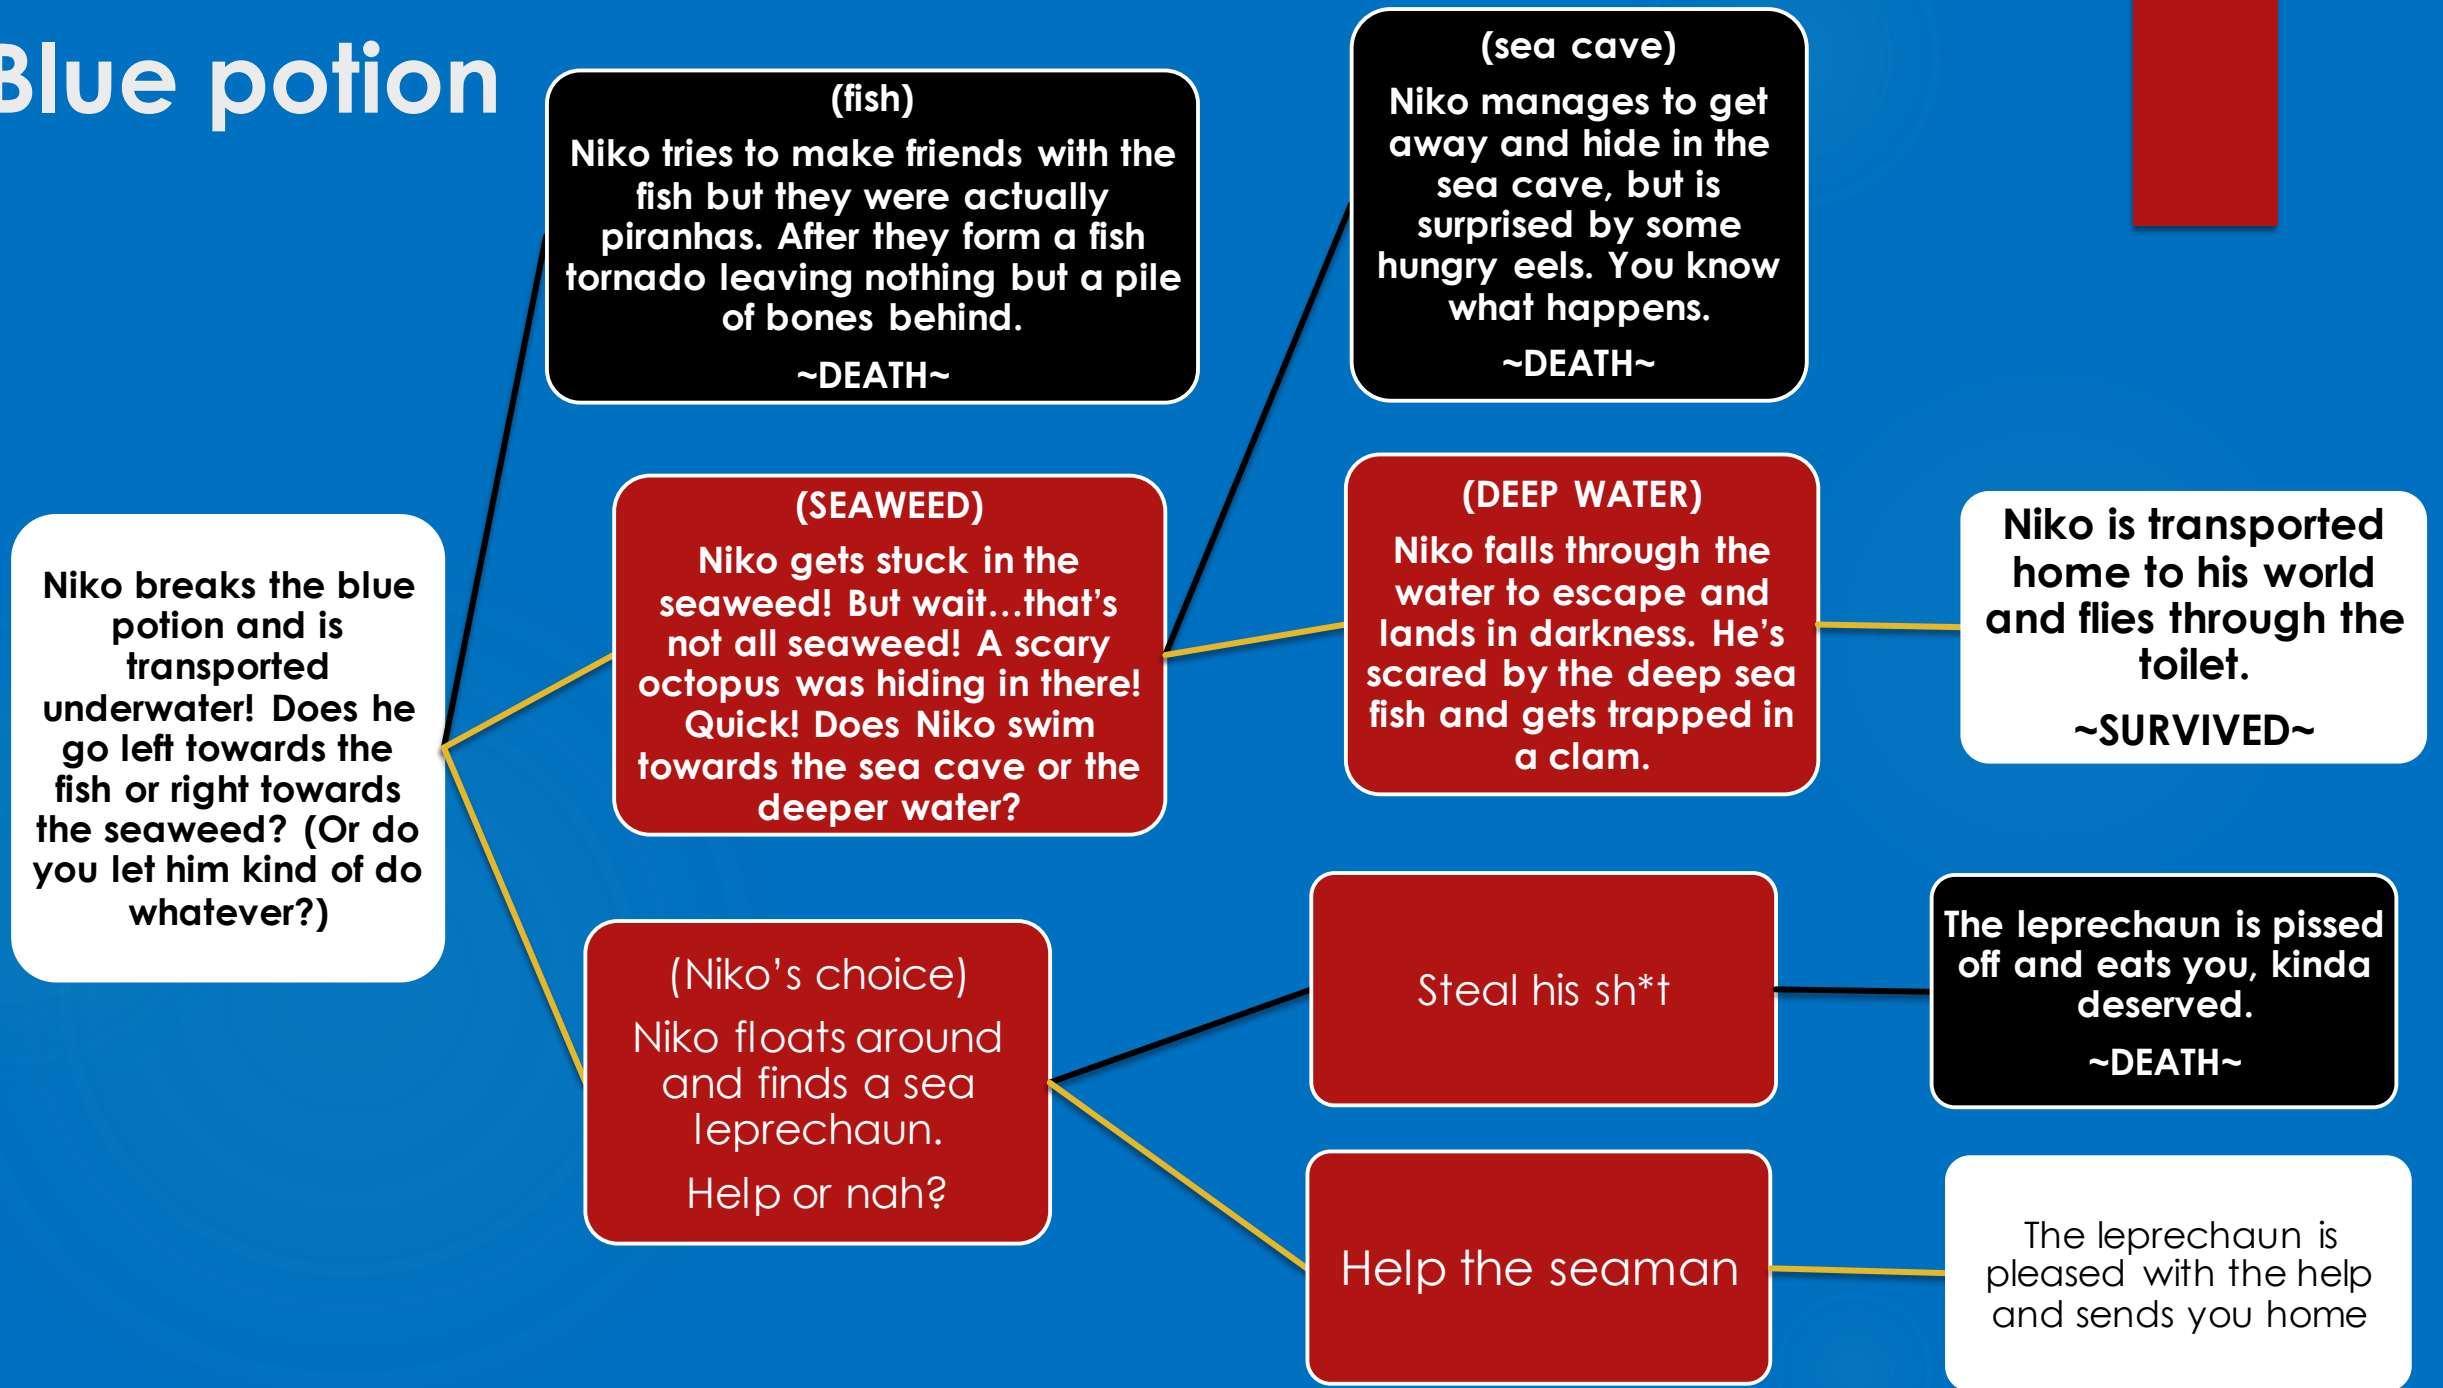 Blue potion
(fish)
Niko tries to make friends with the
fish but they were actually
piranhas. After they form a fish
tornado leaving nothing but a pile
of bones behind.
~DEATH~
(sea cave)
Niko manages to get
away and hide in the
sea cave, but is
surprised by some
hungry eels. You know
what happens.
~DEATH~
Niko breaks the blue
potion and is
transported
underwater! Does he
go left towards the
fish or right towards
the seaweed? (Or do
you let him kind of do
whatever?)
(SEAWEED)
Niko gets stuck in the
seaweed! But wait...that's
not all seaweed! A scary
octopus was hiding in there!
Quick! Does Niko swim
towards the sea cave or the
deeper water?
(DEEP WATER)
Niko falls through the
water to escape and
lands in darkness. He's
scared by the deep sea
fish and gets trapped in
a clam.
Niko is transported
home to his world
and flies through the
toilet.
~SURVIVED~
(Niko's choice)
Niko floats around
and finds a sea
leprechaun.
Help or nah?
Steal his sh*t
The leprechaun is pissed
off and eats you, kinda
deserved.
~DEATH~
Help the seaman
The leprechaun is
pleased with the help
and sends you home